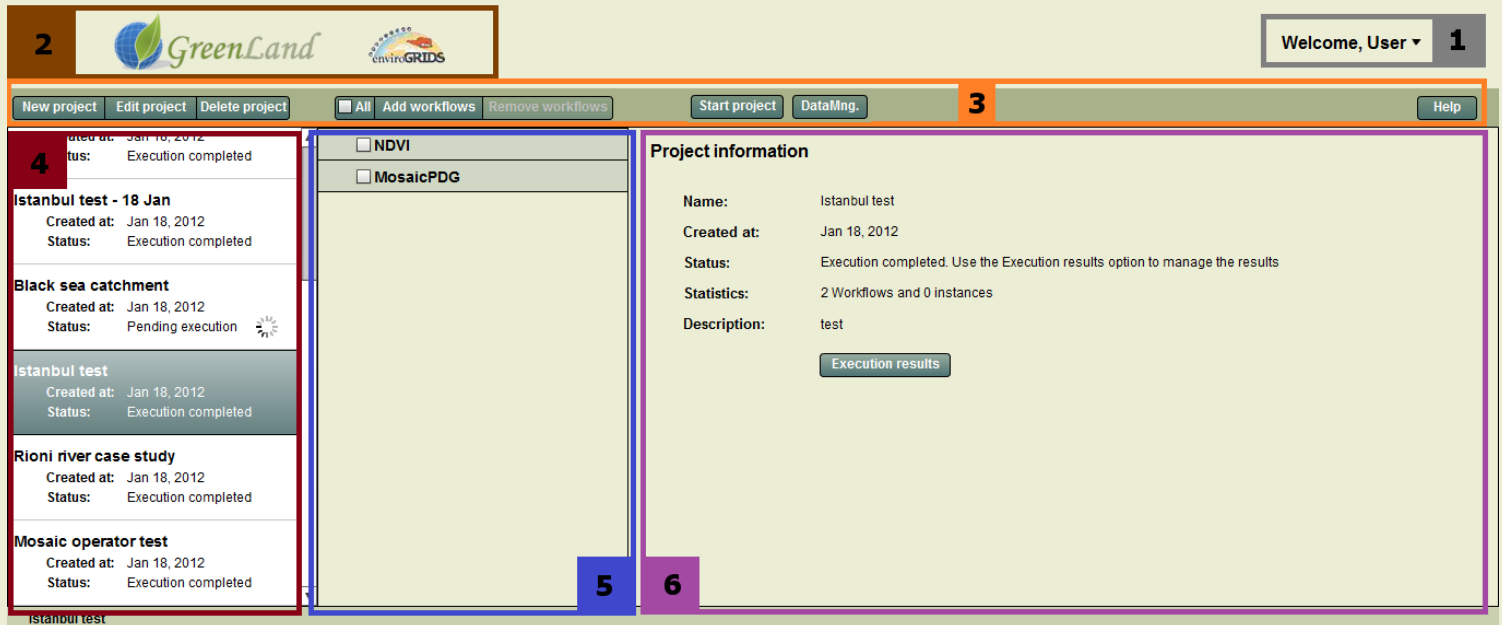 2
GreenLand
enviroGRIDS
Welcome, User
1
New project Edit project Delete project
All Add workflows Remove workflows
Start project DataMng.
3
Help
4
Created at: Jan 18, 2012
Status: Execution completed
Istanbul test - 18 Jan
Created at: Jan 18, 2012
Status: Execution completed
Black sea catchment
Created at: Jan 18, 2012
Status: Pending execution
Istanbul test
Created at: Jan 18, 2012
Status: Execution completed
Rioni river case study
Created at: Jan 18, 2012
Status: Execution completed
Mosaic operator test
Created at: Jan 18, 2012
Status: Execution completed
NDVI
MosaicPDG
5
Project information
Name: Istanbul test
Created at: Jan 18, 2012
Status: Execution completed. Use the Execution results option to manage the results
Statistics: 2 Workflows and 0 instances
Description: test
Execution results
6
Istanbul test